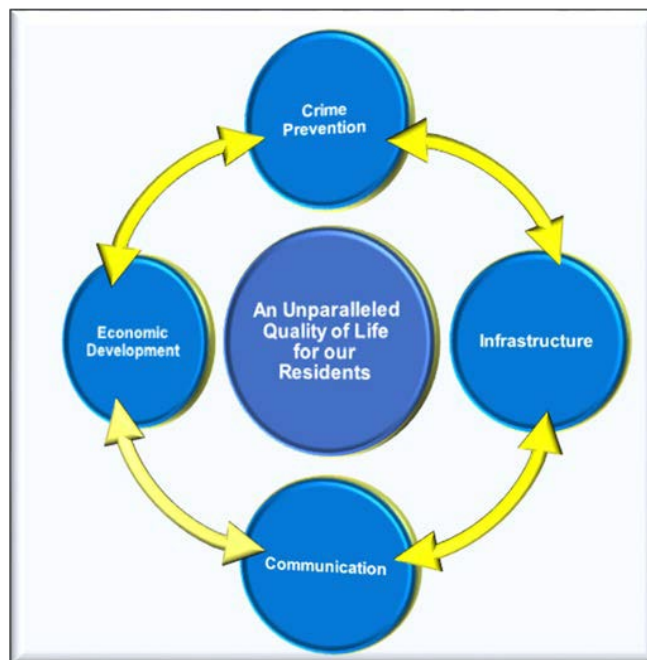 Crime
Prevention
Economic
Development
An Unparalleled
Quality of Life
for our
Residents
Infrastructure
Communication